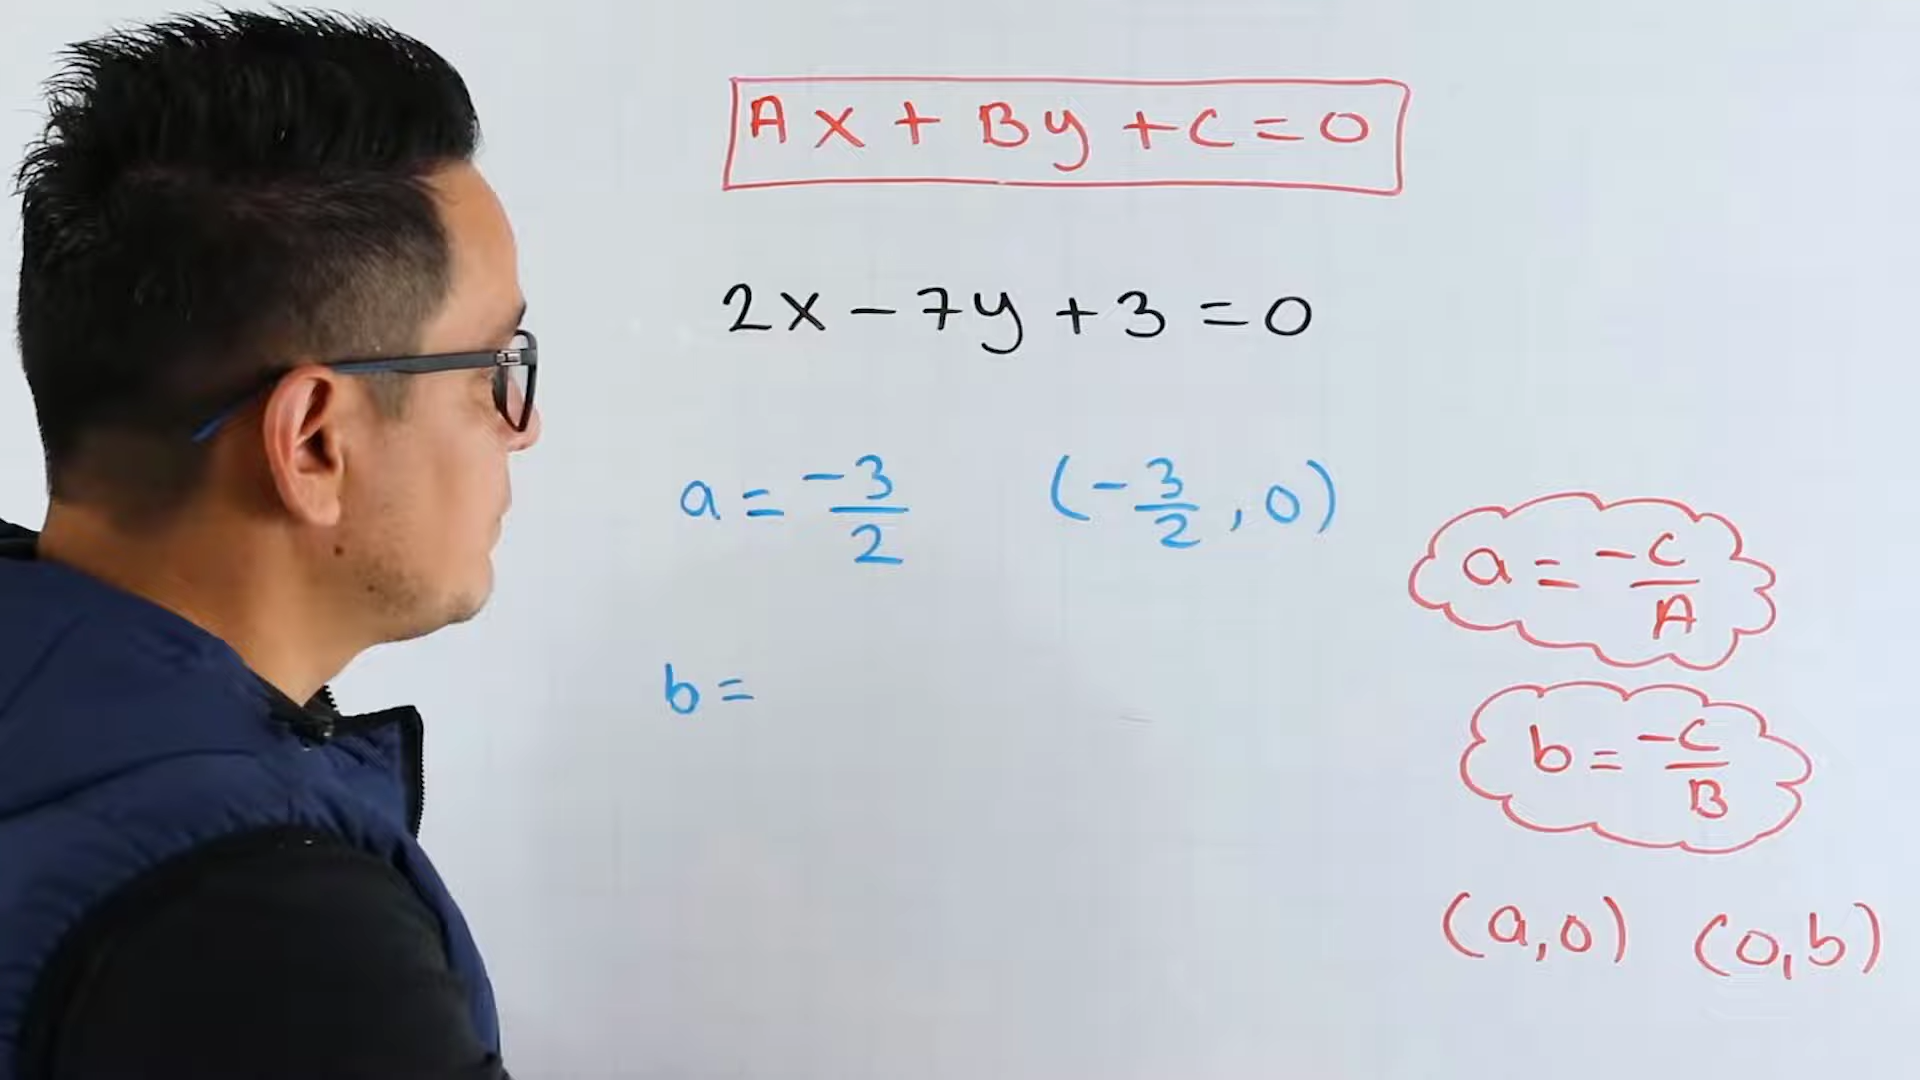 Ax + By + C = 0
2x - 7y + 3 = 0
a = -3/2 (-3/2, 0)
a = -C/A
b =
b = -C/B
(a,0) (0,b)